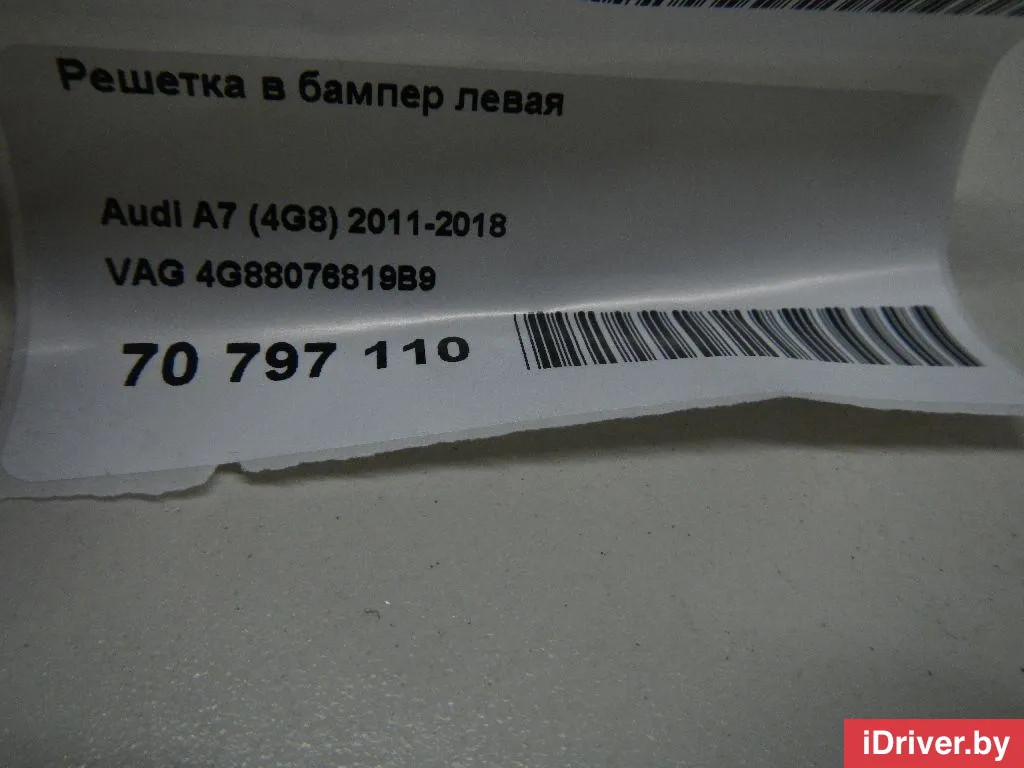 Решетка в бампер левая
Audi A7 (4G8) 2011-2018
VAG 4G88076819B9
70 797 110
iDriver.by